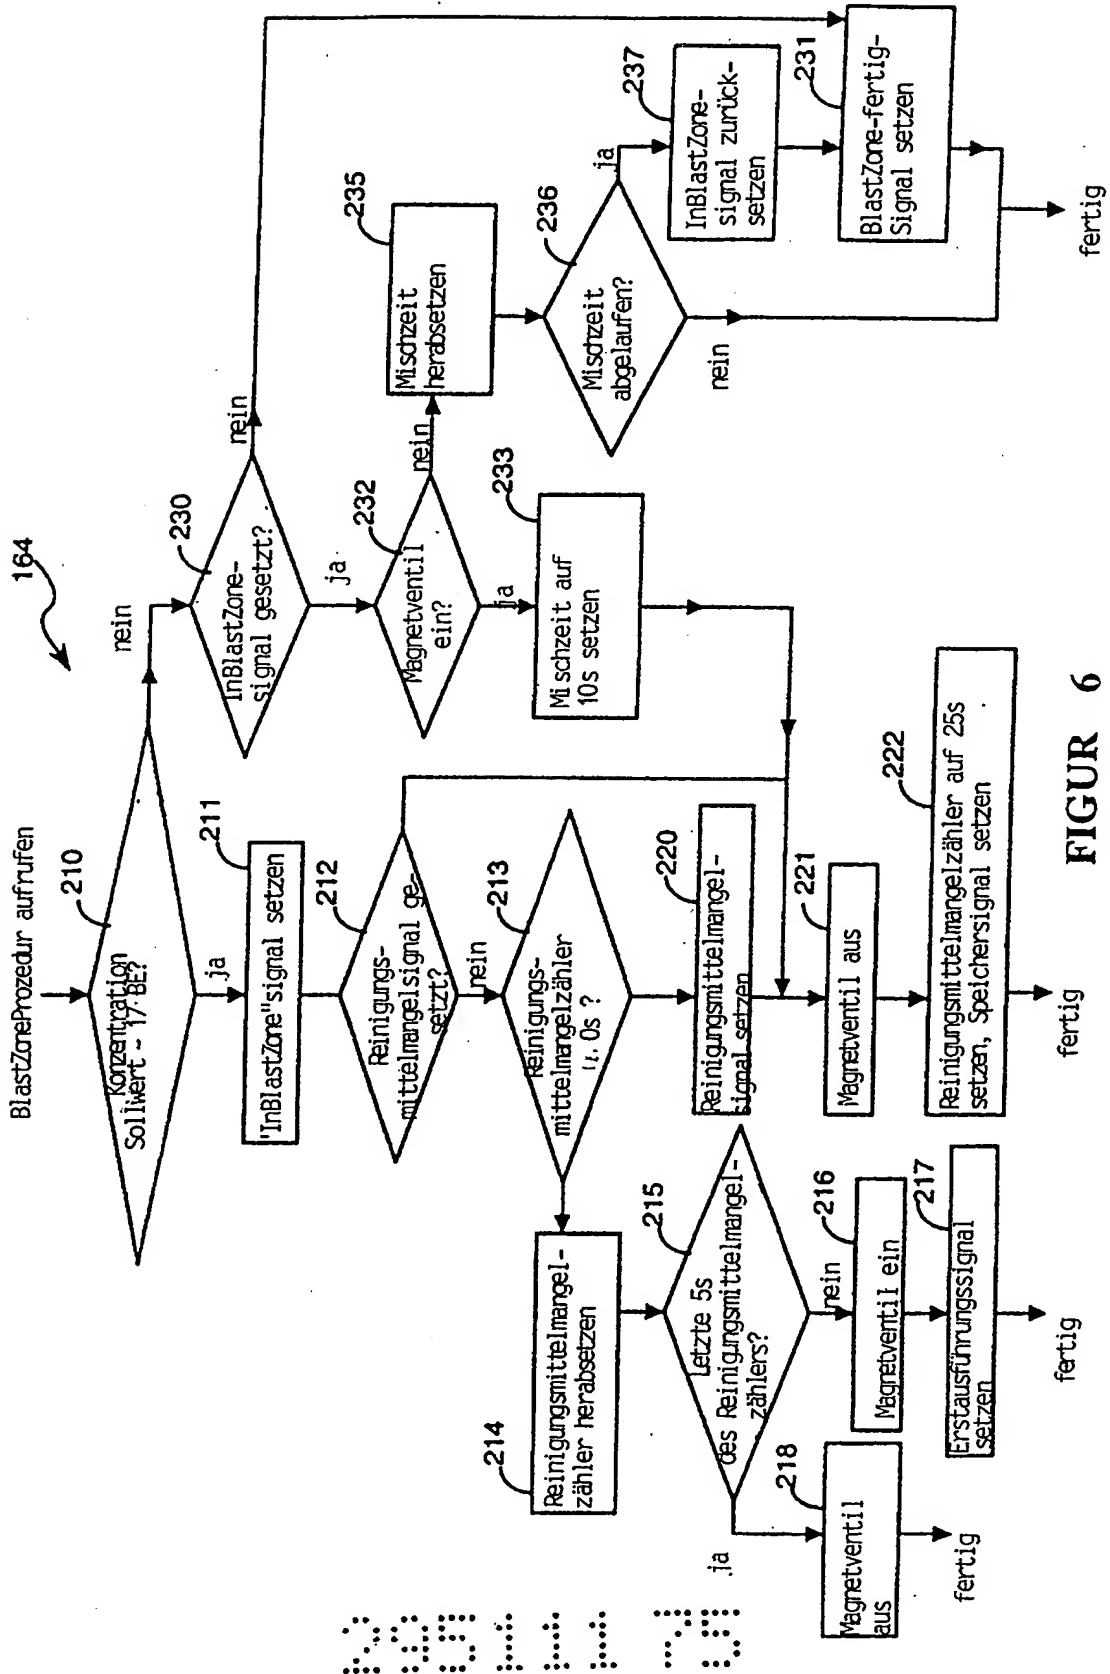 164
BlastZoneProzedur aufrufen
210
Konzentration
Sollwert - 17 BE?
nein
ja
211
"InBlastZone"signal setzen
212
Reinigungs-
mittelmangelsignal ge-
setzt?
nein
213
Reinigungs-
mittelmangelzähler
0s ?
214
Reinigungsmittelmangel-
zähler herabsetzen
215
Letzte 5s
des Reinigungsmittelmangel-
zählers?
nein
216
Magnetventil ein
217
Erstausführungssignal
setzen
fertig
ja
218
Magnetventil
aus
fertig
220
Reinigungsmittelmangel-
signal setzen
221
Magnetventil aus
222
Reinigungsmittelmangelzähler auf 25s
setzen, Speichersignal setzen
fertig
230
InBlastZone-
signal gesetzt?
nein
ja
232
Magnetventil
ein?
nein
ja
233
Mischzeit auf
10s setzen
235
Mischzeit
herabsetzen
236
Mischzeit
abgelaufen?
ja
nein
237
InBlastZone-
signal zurück-
setzen
231
BlastZone-fertig-
Signal setzen
fertig
FIGUR 6
295111 75